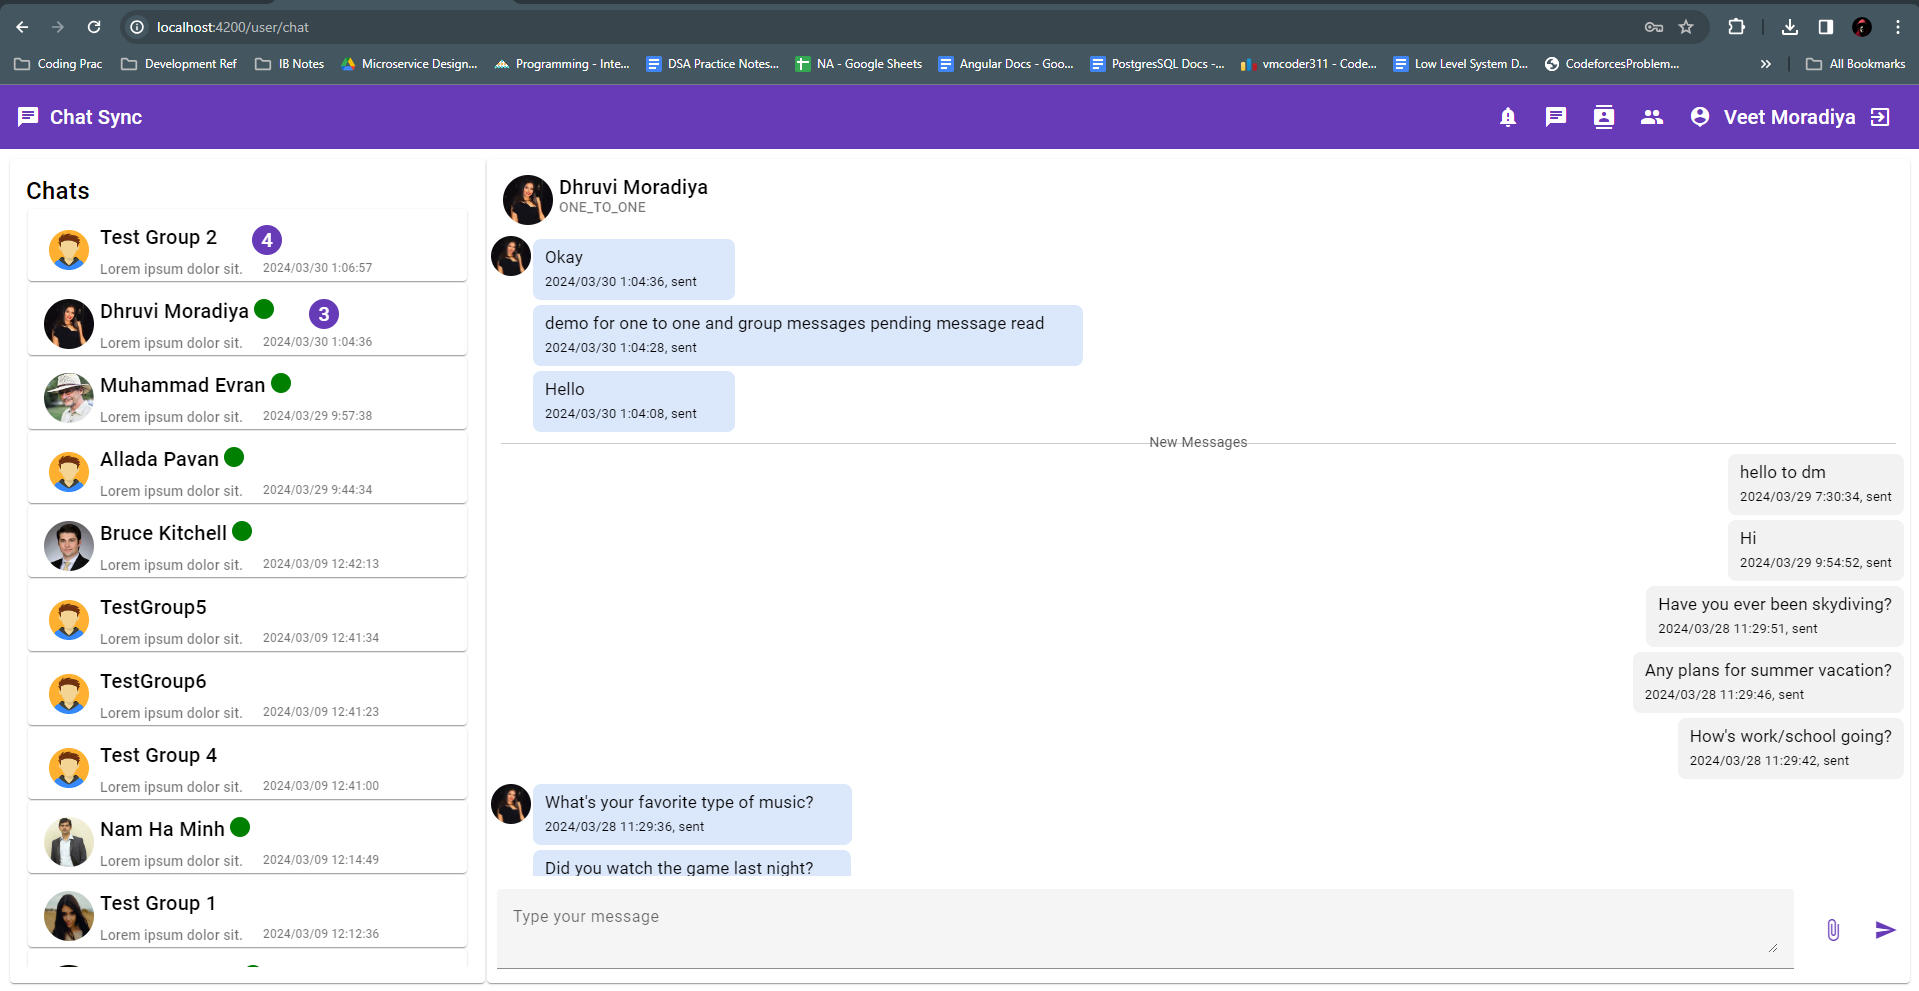 localhost:4200/user/chat
Coding Prac
Development Ref
IB Notes
Microservice Design...
Programming - Inte...
DSA Practice Notes...
NA - Google Sheets
Angular Docs - Goo...
PostgresSQL Docs -...
vmcoder311 - Code...
Low Level System D...
CodeforcesProblem...
All Bookmarks
Chat Sync
Veet Moradiya
Chats
Test Group 2
4
Lorem ipsum dolor sit.
2024/03/30 1:06:57
Dhruvi Moradiya
3
Lorem ipsum dolor sit.
2024/03/30 1:04:36
Muhammad Evran
Lorem ipsum dolor sit.
2024/03/29 9:57:38
Allada Pavan
Lorem ipsum dolor sit.
2024/03/29 9:44:34
Bruce Kitchell
Lorem ipsum dolor sit.
2024/03/09 12:42:13
TestGroup5
Lorem ipsum dolor sit.
2024/03/09 12:41:34
TestGroup6
Lorem ipsum dolor sit.
2024/03/09 12:41:23
Test Group 4
Lorem ipsum dolor sit.
2024/03/09 12:41:00
Nam Ha Minh
Lorem ipsum dolor sit.
2024/03/09 12:14:49
Test Group 1
Lorem ipsum dolor sit.
2024/03/09 12:12:36
Dhruvi Moradiya
ONE_TO_ONE
Okay
2024/03/30 1:04:36, sent
demo for one to one and group messages pending message read
2024/03/30 1:04:28, sent
Hello
2024/03/30 1:04:08, sent
New Messages
hello to dm
2024/03/29 7:30:34, sent
Hi
2024/03/29 9:54:52, sent
Have you ever been skydiving?
2024/03/28 11:29:51, sent
Any plans for summer vacation?
2024/03/28 11:29:46, sent
How's work/school going?
2024/03/28 11:29:42, sent
What's your favorite type of music?
2024/03/28 11:29:36, sent
Did you watch the game last night?
Type your message